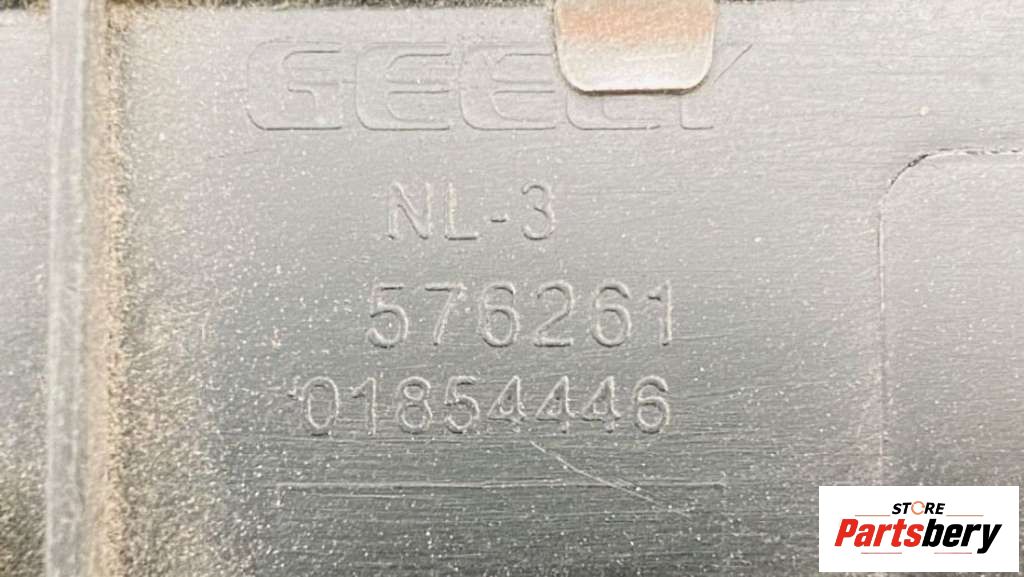 GEELY
NL-3
576261
01854446
STORE
Partsbery